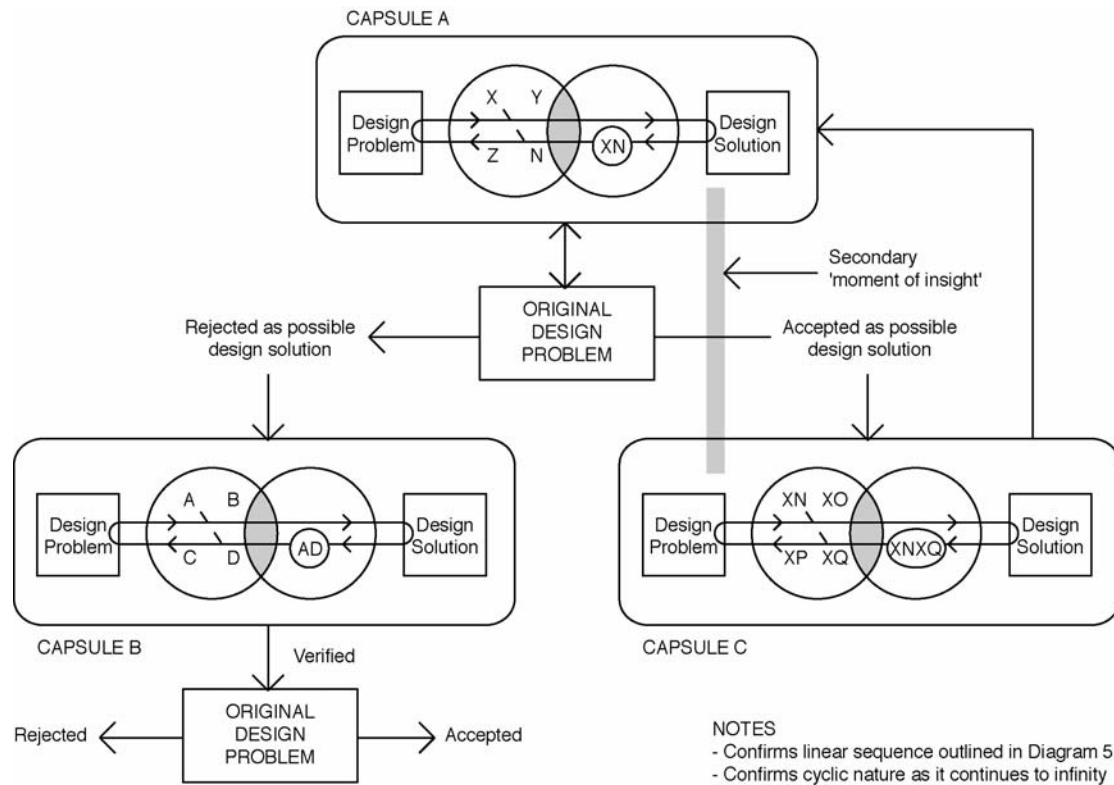 CAPSULE A
Design
Problem
X Y
Z N
XN
Design
Solution
Secondary
'moment of insight'
ORIGINAL
DESIGN
PROBLEM
Rejected as possible
design solution
Accepted as possible
design solution
Design
Problem
A B
C D
AD
Design
Solution
CAPSULE B
Design
Problem
XN XO
XP XQ
XNXQ
Design
Solution
CAPSULE C
Verified
ORIGINAL
DESIGN
PROBLEM
Rejected
Accepted
NOTES
- Confirms linear sequence outlined in Diagram 5
- Confirms cyclic nature as it continues to infinity